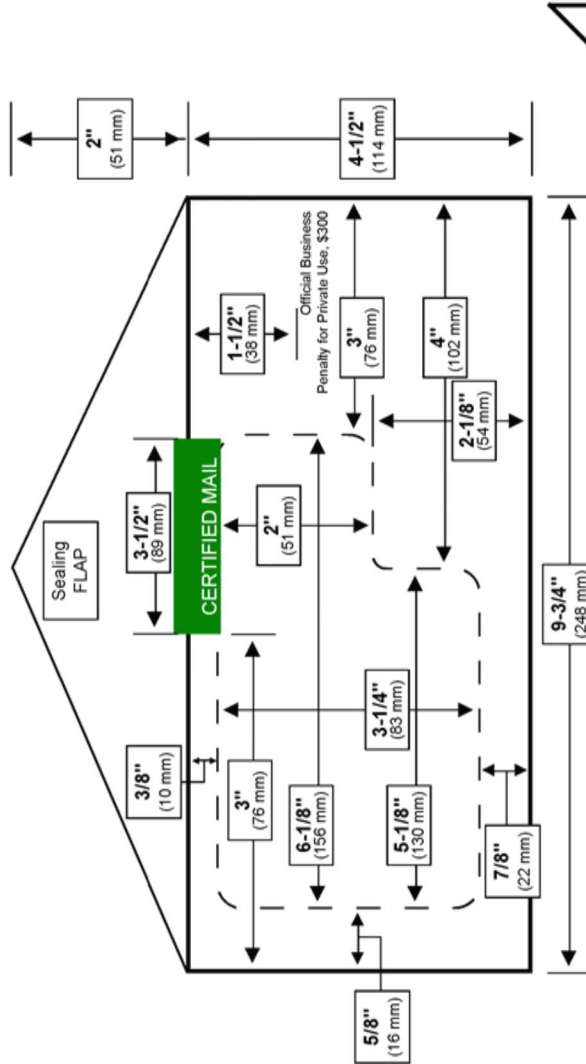 Sealing
FLAP
2"
(51 mm)
3-1/2"
(89 mm)
3/8"
(10 mm)
CERTIFIED MAIL
4-1/2"
(114 mm)
1-1/2"
(38 mm)
Official Business
Penalty for Private Use, $300
3"
(76 mm)
2"
(51 mm)
3"
(76 mm)
6-1/8"
(156 mm)
3-1/4"
(83 mm)
4"
(102 mm)
2-1/8"
(54 mm)
5-1/8"
(130 mm)
5/8"
(16 mm)
7/8"
(22 mm)
9-3/4"
(248 mm)